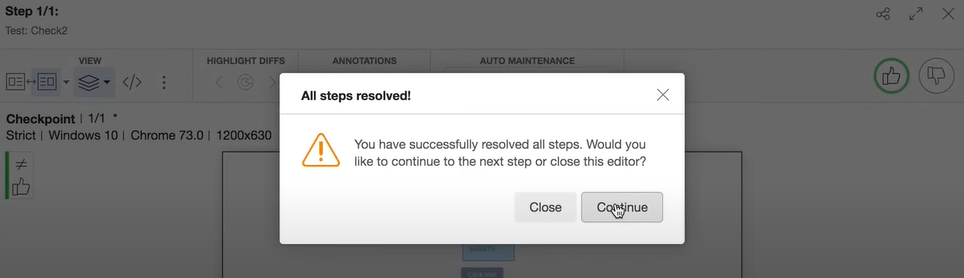 Step 1/1:
Test: Check2
VIEW
HIGHLIGHT DIFFS
ANNOTATIONS
AUTO MAINTENANCE
All steps resolved!
Checkpoint | 1/1 *
Strict | Windows 10 | Chrome 73.0 | 1200x630
You have successfully resolved all steps. Would you
like to continue to the next step or close this editor?
Close
Continue